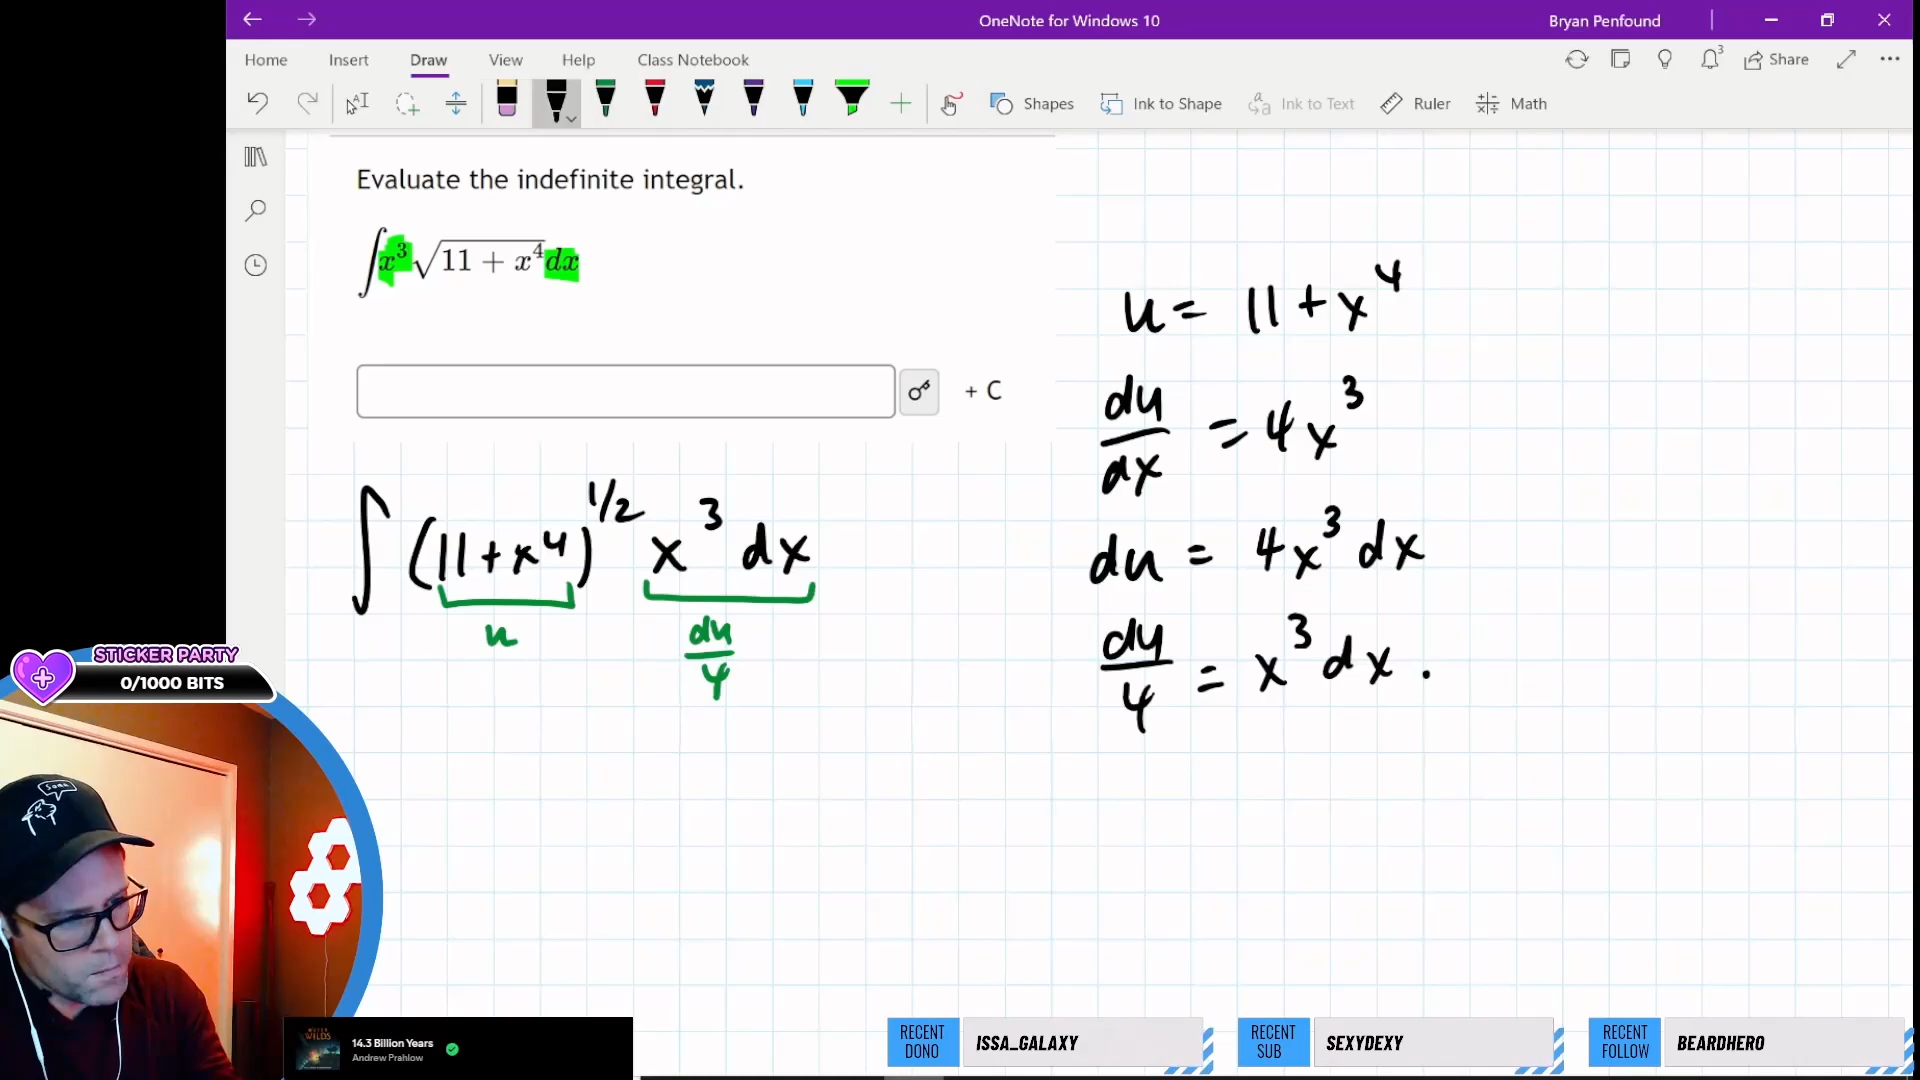 OneNote for Windows 10
Bryan Penfound
Home Insert Draw View Help Class Notebook
3 Share
Shapes Ink to Shape Ink to Text Ruler Math
Evaluate the indefinite integral.
∫x³√(11 + x⁴)dx
+ C
∫ (11+x⁴)^1/2 x³ dx
u
du/4
u = 11 + x⁴
du/dx = 4x³
du = 4x³ dx
du/4 = x³ dx .
STICKER PARTY
0/1000 BITS
14.3 Billion Years
Andrew Prahlow
RECENT DONO ISSA_GALAXY
RECENT SUB SEXYDEXY
RECENT FOLLOW BEARDHERO